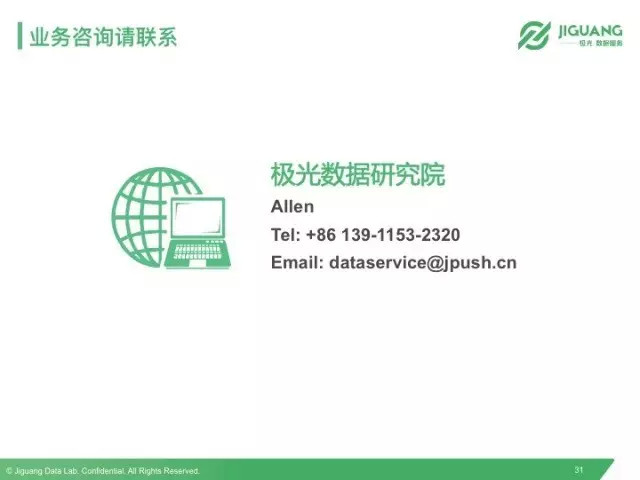 业务咨询请联系
JIGUANG
极光 数据服务
极光数据研究院
Allen
Tel: +86 139-1153-2320
Email: dataservice@jpush.cn
© Jiguang Data Lab. Confidential. All Rights Reserved.
31